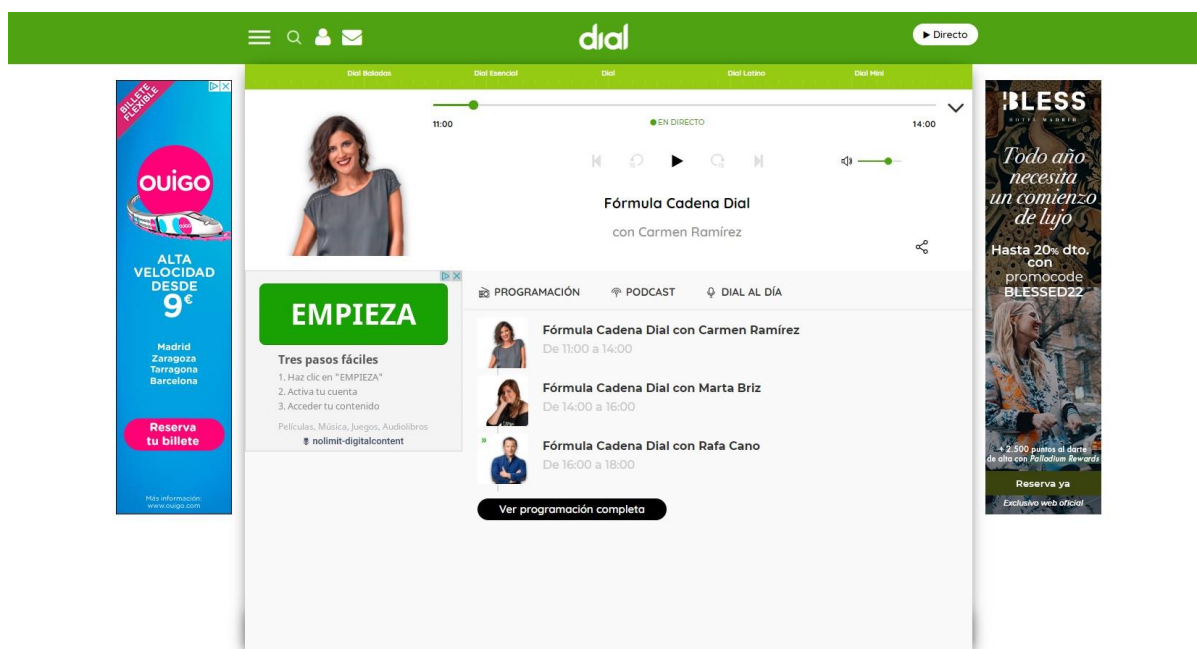 dial
Directo
Dial Baladas
Dial Esencial
Dial
Dial Latino
Dial Mini
BILLETE
FLEXIBLE
OUIGO
ALTA
VELOCIDAD
DESDE
9€
Madrid
Zaragoza
Tarragona
Barcelona
Reserva
tu billete
Más información:
www.ouigo.com
11:00
EN DIRECTO
14:00
Fórmula Cadena Dial
con Carmen Ramírez
EMPIEZA
Tres pasos fáciles
1. Haz clic en "EMPIEZA"
2. Activa tu cuenta
3. Acceder tu contenido
Películas, Música, Juegos, Audiolibros
nolimit-digitalcontent
PROGRAMACIÓN
PODCAST
DIAL AL DÍA
Fórmula Cadena Dial con Carmen Ramírez
De 11:00 a 14:00
Fórmula Cadena Dial con Marta Briz
De 14:00 a 16:00
Fórmula Cadena Dial con Rafa Cano
De 16:00 a 18:00
Ver programación completa
BLESS
HOTEL MADRID
Todo año
necesita
un comienzo
de lujo
Hasta 20% dto.
con
promocode
BLESSED22
+ 2.500 puntos al darte
de alta con Palladium Rewards
Reserva ya
Exclusivo web oficial